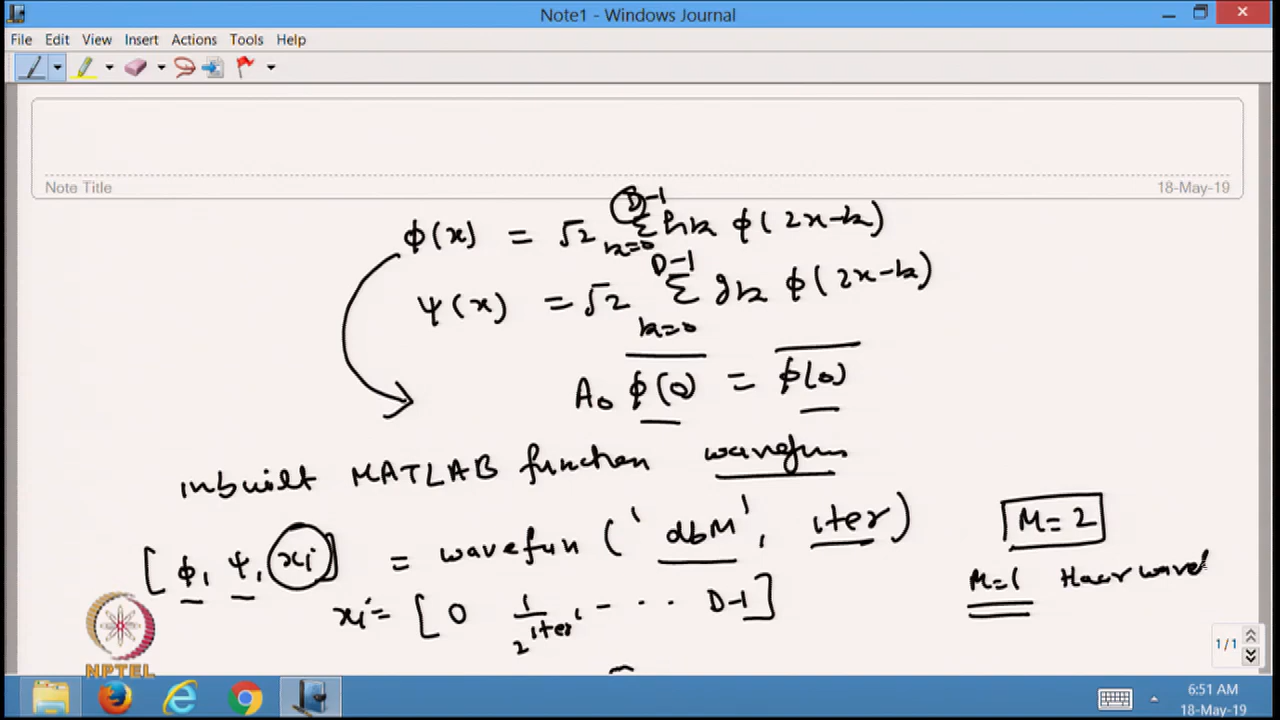 Note1 - Windows Journal
File Edit View Insert Actions Tools Help
Note Title
18-May-19
ϕ(x) = √2 Σ_{k=0}^{D-1} hk ϕ(2x-k)
ψ(x) = √2 Σ_{k=0}^{D-1} gk ϕ(2x-k)
A0 ϕ(0) = ϕ(0)
inbuilt MATLAB function wavefun
[ϕ, ψ, xi] = wavefun ('dbM', iter) M=2
M=1 Haar wavel
xi = [0 1/2^iter - ... D-1]
NPTEL
1/1
6:51 AM
18-May-19